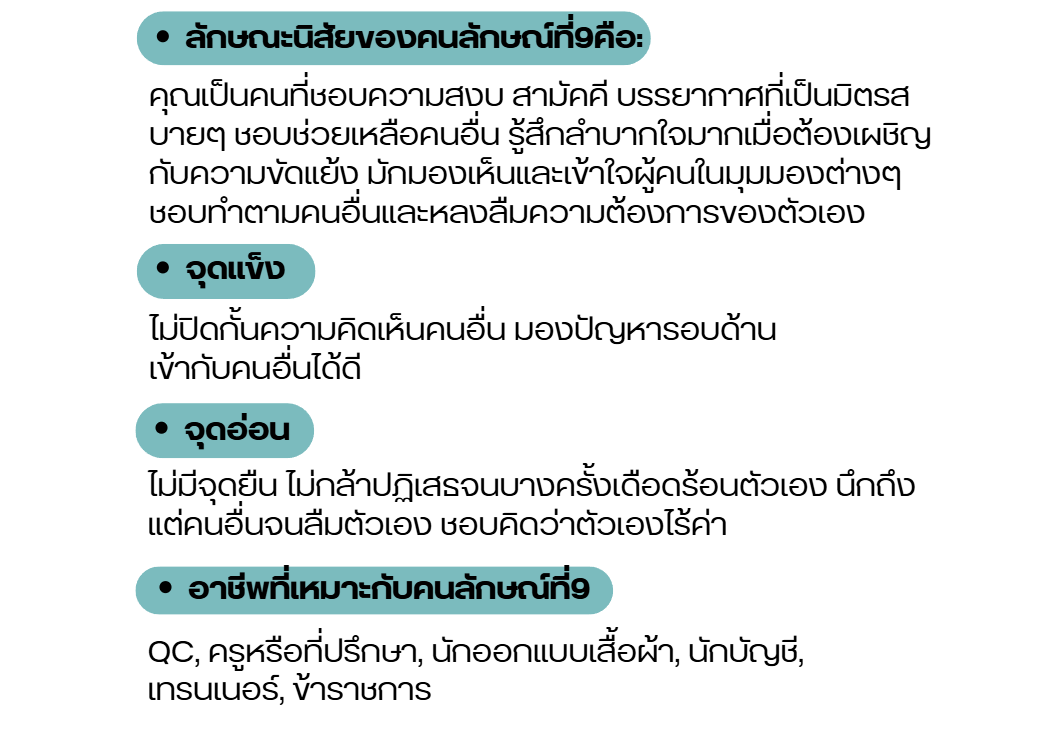 • ลักษณะนิสัยของคนลักษณ์ที่9คือ:
คุณเป็นคนที่ชอบความสงบ สามัคคี บรรยากาศที่เป็นมิตรส
บายๆ ชอบช่วยเหลือคนอื่น รู้สึกลำบากใจมากเมื่อต้องเผชิญ
กับความขัดแย้ง มักมองเห็นและเข้าใจผู้คนในมุมมองต่างๆ
ชอบทำตามคนอื่นและหลงลืมความต้องการของตัวเอง
• จุดแข็ง
ไม่ปิดกั้นความคิดเห็นคนอื่น มองปัญหารอบด้าน
เข้ากับคนอื่นได้ดี
• จุดอ่อน
ไม่มีจุดยืน ไม่กล้าปฏิเสธจนบางครั้งเดือดร้อนตัวเอง นึกถึง
แต่คนอื่นจนลืมตัวเอง ชอบคิดว่าตัวเองไร้ค่า
• อาชีพที่เหมาะกับคนลักษณ์ที่9
QC, ครูหรือที่ปรึกษา, นักออกแบบเสื้อผ้า, นักบัญชี,
เทรนเนอร์, ข้าราชการ